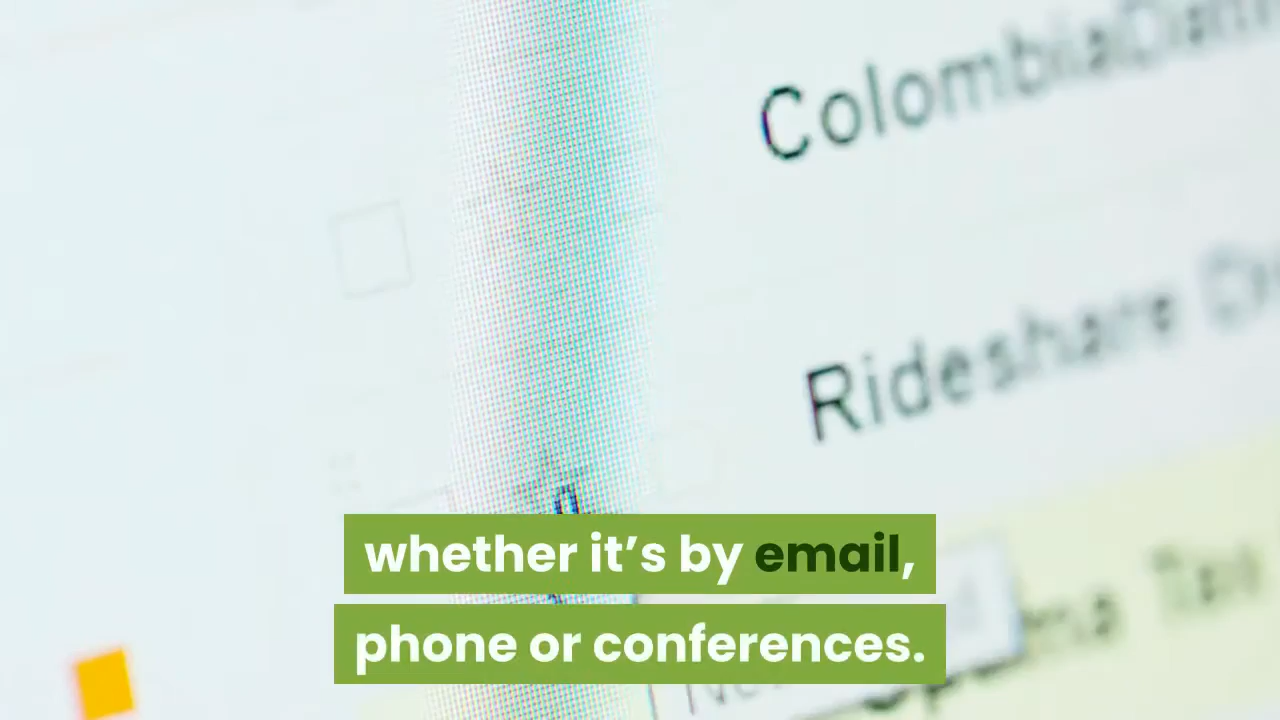 Colombia
Rideshare
whether it’s by email,
phone or conferences.